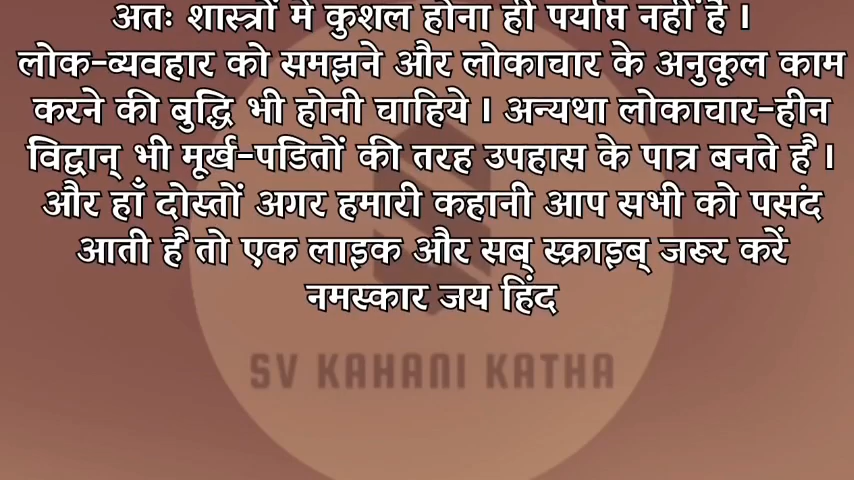 अतः शास्त्रों में कुशल होना ही पर्याप्त नहीं है ।
लोक-व्यवहार को समझने और लोकाचार के अनुकूल काम
करने की बुद्धि भी होनी चाहिये । अन्यथा लोकाचार-हीन
विद्वान् भी मूर्ख-पडितों की तरह उपहास के पात्र बनते हैं ।
और हाँ दोस्तों अगर हमारी कहानी आप सभी को पसंद
आती है तो एक लाइक और सब् स्क्राइब् जरूर करें
नमस्कार जय हिंद
SV KAHANI KATHA